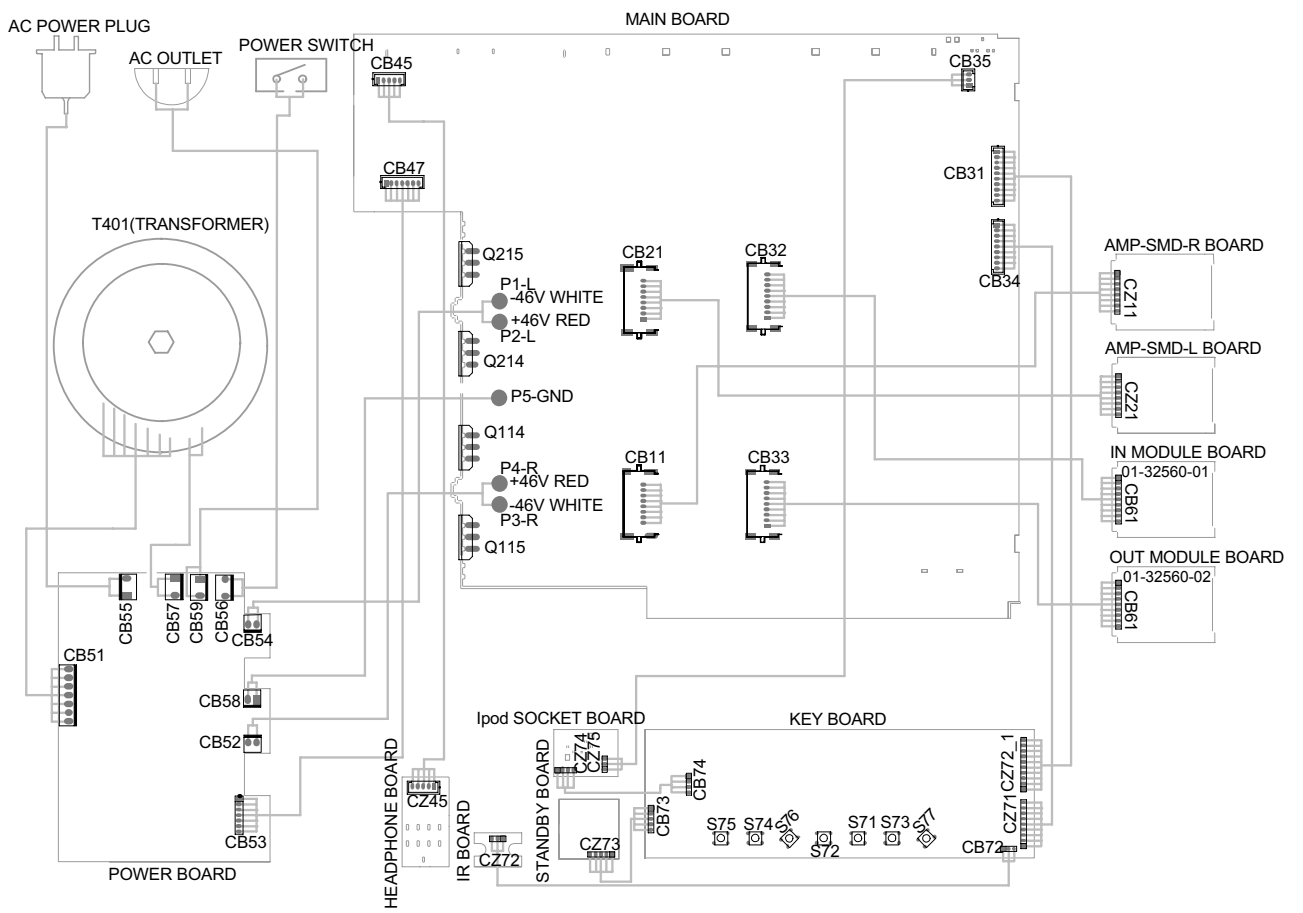 MAIN BOARD
AC POWER PLUG
AC OUTLET
POWER SWITCH
CB45
CB35
CB47
CB31
T401(TRANSFORMER)
Q215
CB21
CB32
CB34
AMP-SMD-R BOARD
CZ11
P1-L
-46V WHITE
+46V RED
P2-L
Q214
AMP-SMD-L BOARD
CZ21
P5-GND
Q114
P4-R
+46V RED
-46V WHITE
P3-R
Q115
CB11
CB33
IN MODULE BOARD
01-32560-01
CB61
OUT MODULE BOARD
01-32560-02
CB61
CB55
CB57
CB59
CB56
CB54
CB51
CB58
CB52
CB53
POWER BOARD
HEADPHONE BOARD
CZ45
IR BOARD
CZ72
STANDBY BOARD
CZ73
Ipod SOCKET BOARD
CZ74
CZ75
KEY BOARD
CB74
CB73
S75
S74
S76
S72
S71
S73
S77
CZ72_1
CZ71
CB72